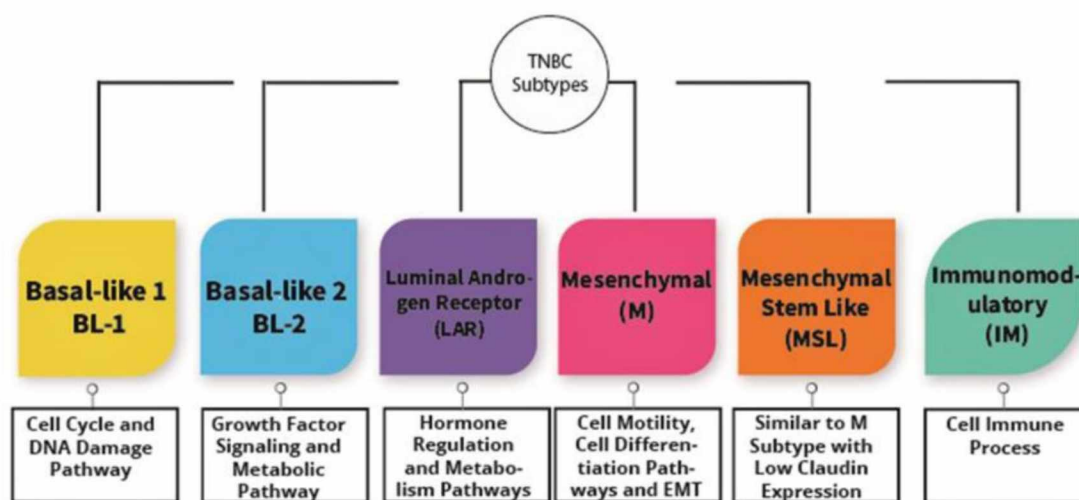 TNBC
Subtypes
Basal-like 1
BL-1
Basal-like 2
BL-2
Luminal Andro-
gen Receptor
(LAR)
Mesenchymal
(M)
Mesenchymal
Stem Like
(MSL)
Immunomod-
ulatory
(IM)
Cell Cycle and
DNA Damage
Pathway
Growth Factor
Signaling and
Metabolic
Pathway
Hormone
Regulation
and Metabo-
lism Pathways
Cell Motility,
Cell Differen-
tiation Path-
ways and EMT
Similar to M
Subtype with
Low Claudin
Expression
Cell Immune
Process